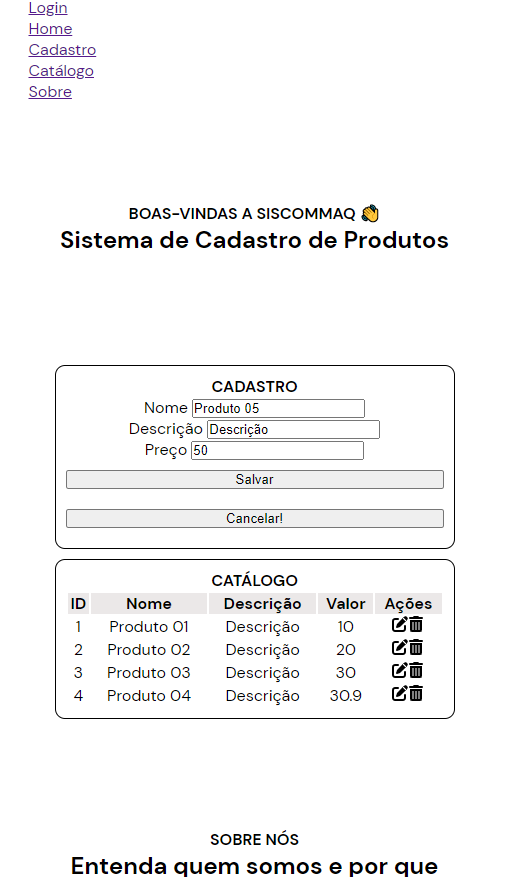 Login
Home
Cadastro
Catálogo
Sobre
BOAS-VINDAS A SISCOMMAQ 👏
Sistema de Cadastro de Produtos
CADASTRO
Nome Produto 05
Descrição Descrição
Preço 50
Salvar
Cancelar!
CATÁLOGO
ID Nome Descrição Valor Ações
1 Produto 01 Descrição 10
2 Produto 02 Descrição 20
3 Produto 03 Descrição 30
4 Produto 04 Descrição 30.9
SOBRE NÓS
Entenda quem somos e por que